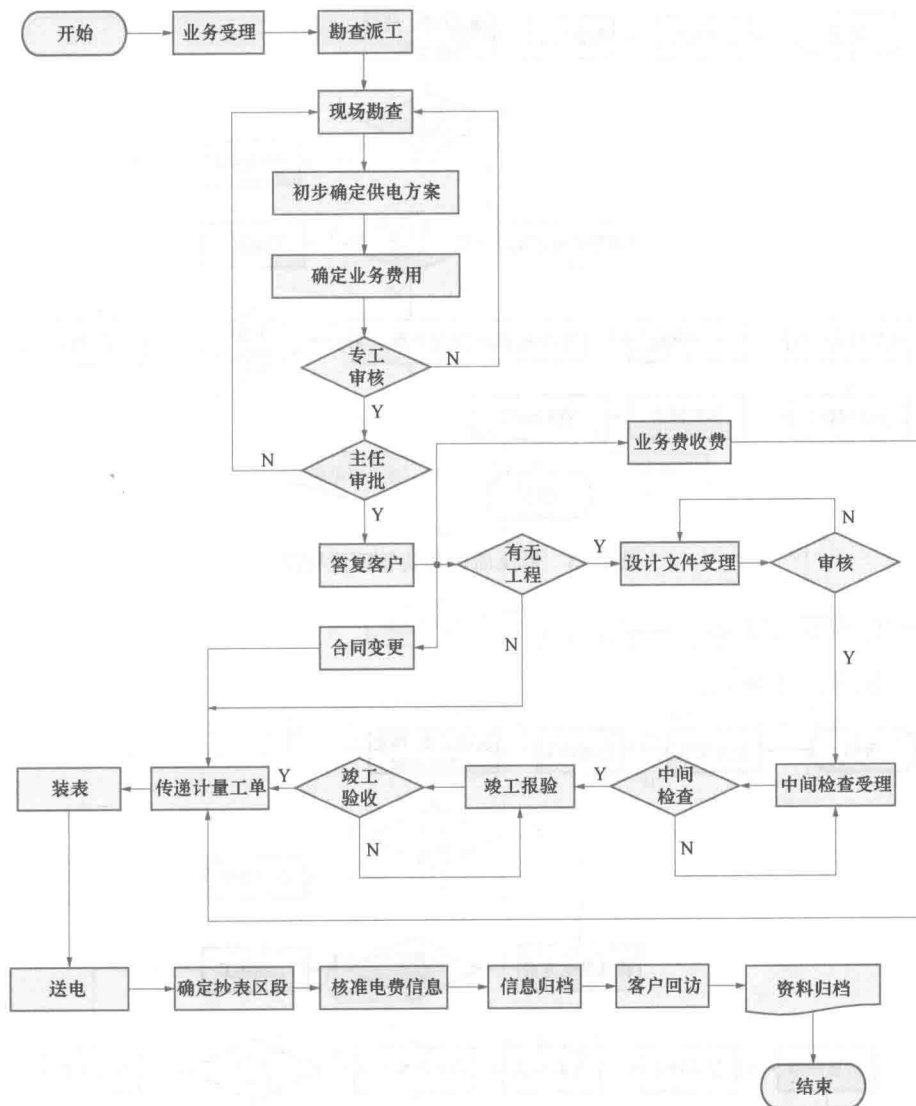 开始
业务受理
勘查派工
现场勘查
初步确定供电方案
确定业务费用
专工
审核
N
Y
业务费收费
主任
审批
N
Y
N
答复客户
有无
工程
Y
设计文件受理
审核
合同变更
N
Y
装表
传递计量工单
Y
竣工
验收
竣工报验
Y
中间
检查
中间检查受理
N
N
送电
确定抄表区段
核准电费信息
信息归档
客户回访
资料归档
结束